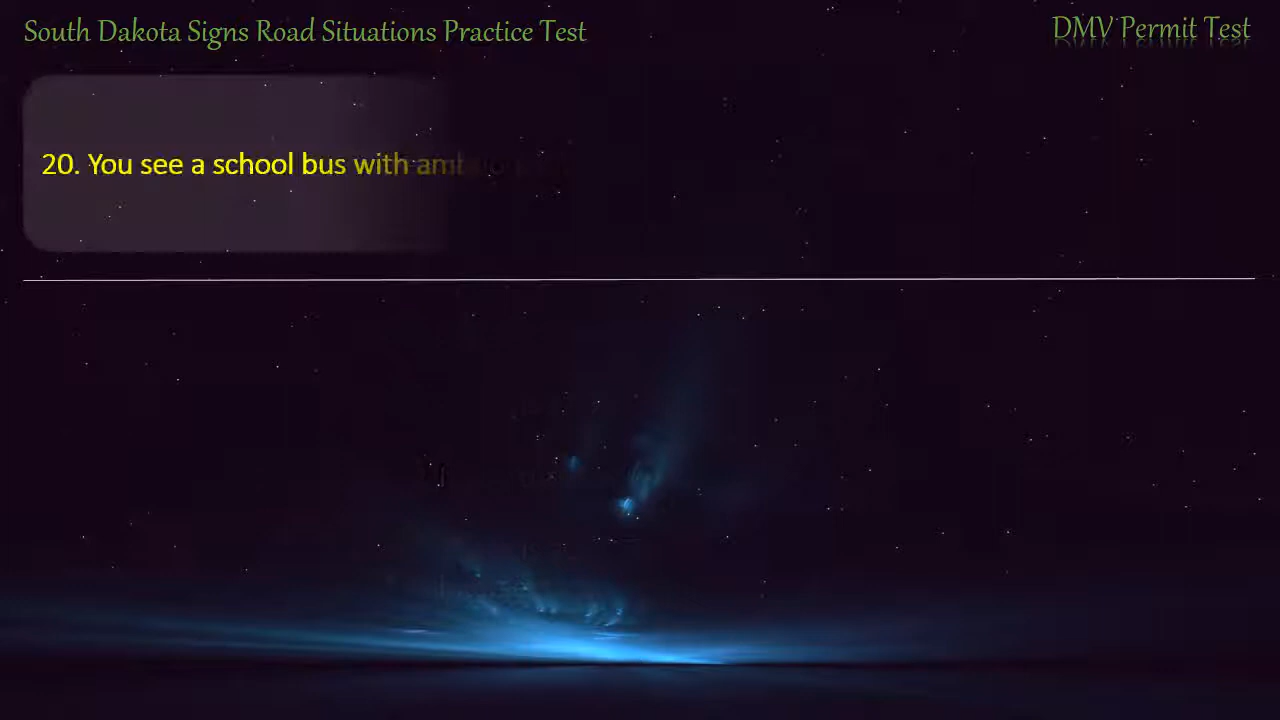 South Dakota Signs Road Situations Practice Test
DMV Permit Test
20. You see a school bus with